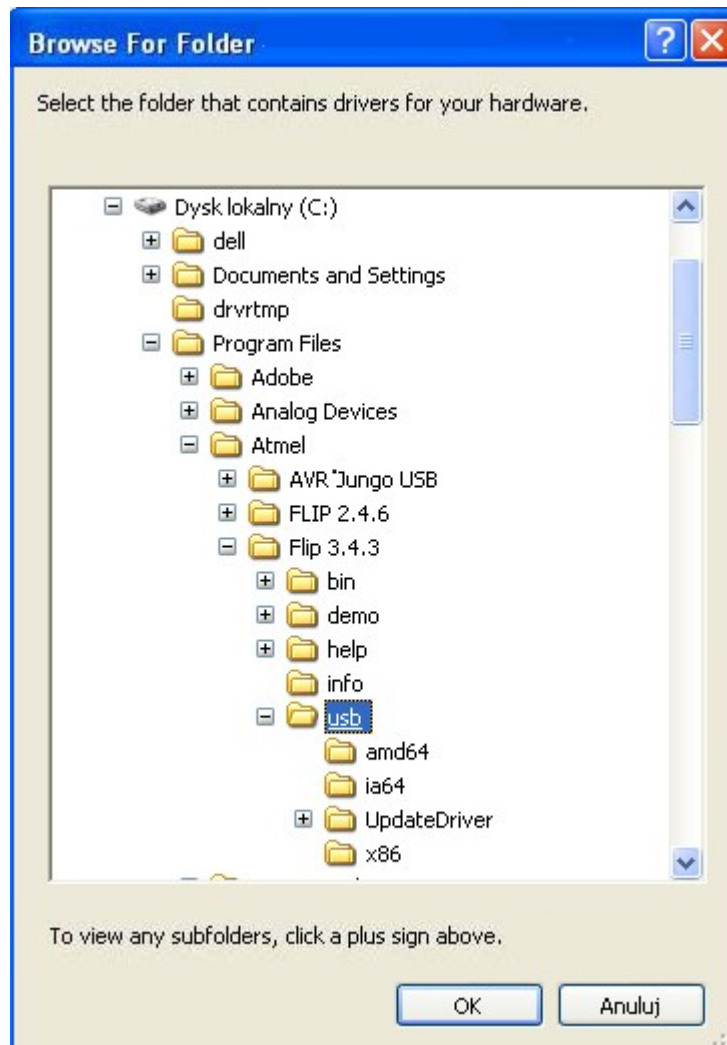 Browse For Folder
Select the folder that contains drivers for your hardware.
Dysk lokalny (C:)
dell
Documents and Settings
drvrtmp
Program Files
Adobe
Analog Devices
Atmel
AVR Jungo USB
FLIP 2.4.6
Flip 3.4.3
bin
demo
help
info
usb
amd64
ia64
UpdateDriver
x86
To view any subfolders, click a plus sign above.
OK
Anuluj